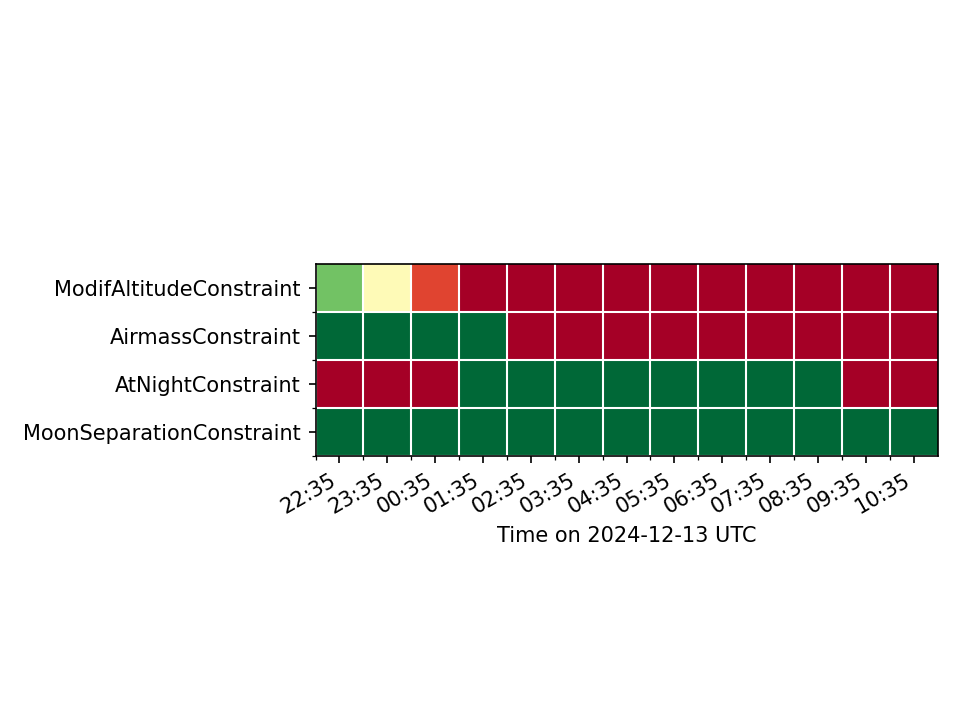 ModifAltitudeConstraint
AirmassConstraint
AtNightConstraint
MoonSeparationConstraint
22:35 23:35 00:35 01:35 02:35 03:35 04:35 05:35 06:35 07:35 08:35 09:35 10:35
Time on 2024-12-13 UTC